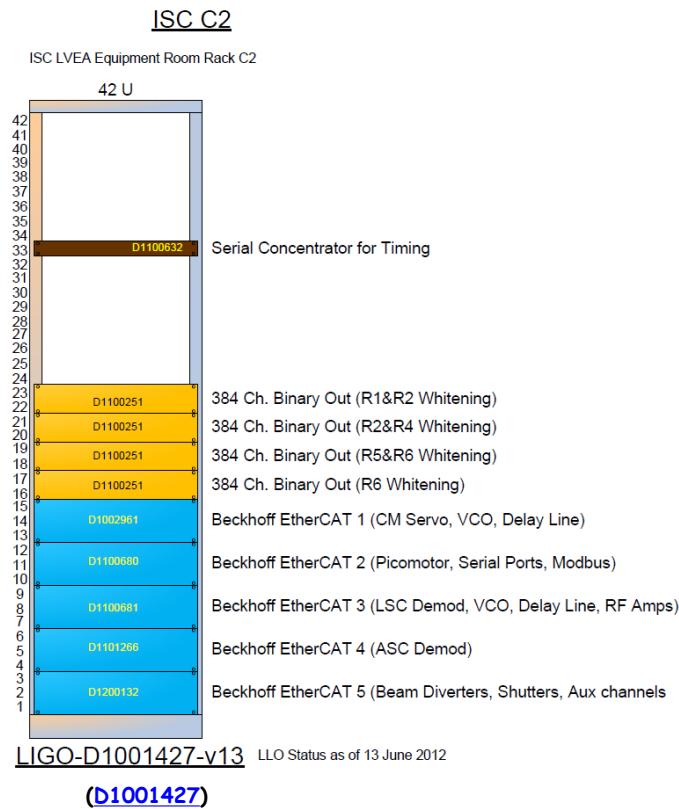 ISC C2
ISC LVEA Equipment Room Rack C2
42 U
42
41
40
39
38
37
36
35
34
33 D1100632 Serial Concentrator for Timing
32
31
30
29
28
27
26
25
24
23
22 D1100251 384 Ch. Binary Out (R1&R2 Whitening)
21
20 D1100251 384 Ch. Binary Out (R2&R4 Whitening)
19
18 D1100251 384 Ch. Binary Out (R5&R6 Whitening)
17
16 D1100251 384 Ch. Binary Out (R6 Whitening)
15
14 D1002961 Beckhoff EtherCAT 1 (CM Servo, VCO, Delay Line)
13
12
11 D1100680 Beckhoff EtherCAT 2 (Picomotor, Serial Ports, Modbus)
10
9
8 D1100681 Beckhoff EtherCAT 3 (LSC Demod, VCO, Delay Line, RF Amps)
7
6
5 D1101266 Beckhoff EtherCAT 4 (ASC Demod)
4
3
2 D1200132 Beckhoff EtherCAT 5 (Beam Diverters, Shutters, Aux channels
1
LIGO-D1001427-v13 LLO Status as of 13 June 2012
(D1001427)